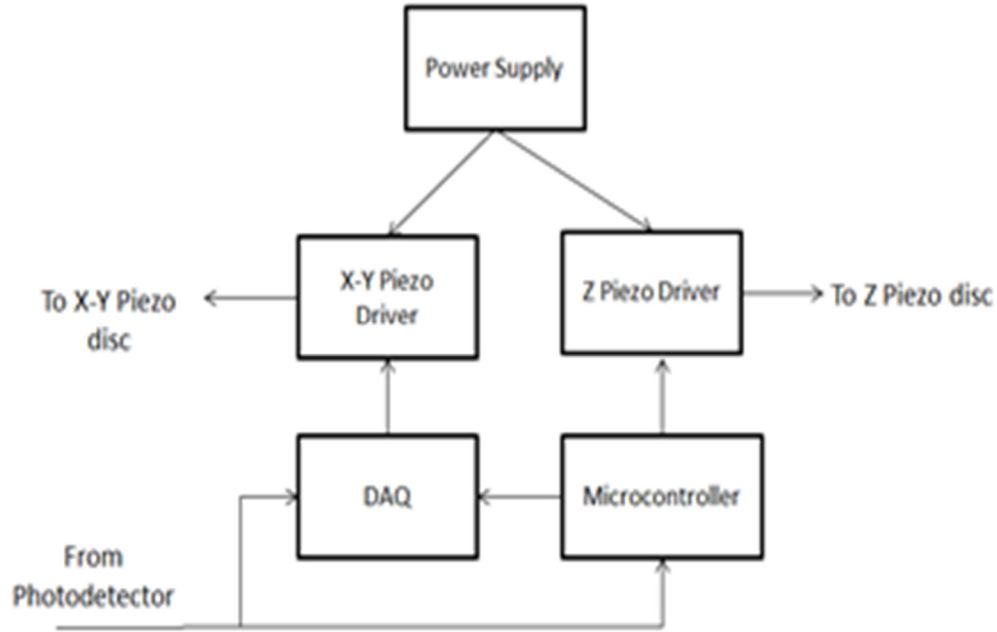 Power Supply
X-Y Piezo
Driver
Z Piezo Driver
To X-Y Piezo
disc
To Z Piezo disc
DAQ
Microcontroller
From
Photodetector